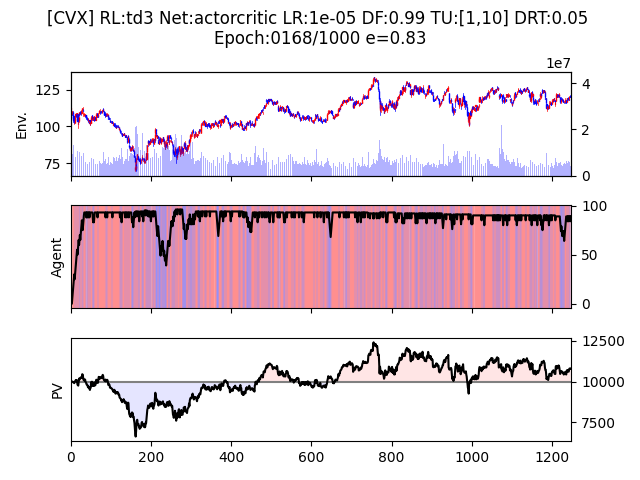 [CVX] RL:td3 Net:actorcritic LR:1e-05 DF:0.99 TU:[1,10] DRT:0.05
Epoch:0168/1000 e=0.83
1e7
Env.
125
100
75
4
2
0
Agent
100
50
0
PV
12500
10000
7500
0 200 400 600 800 1000 1200